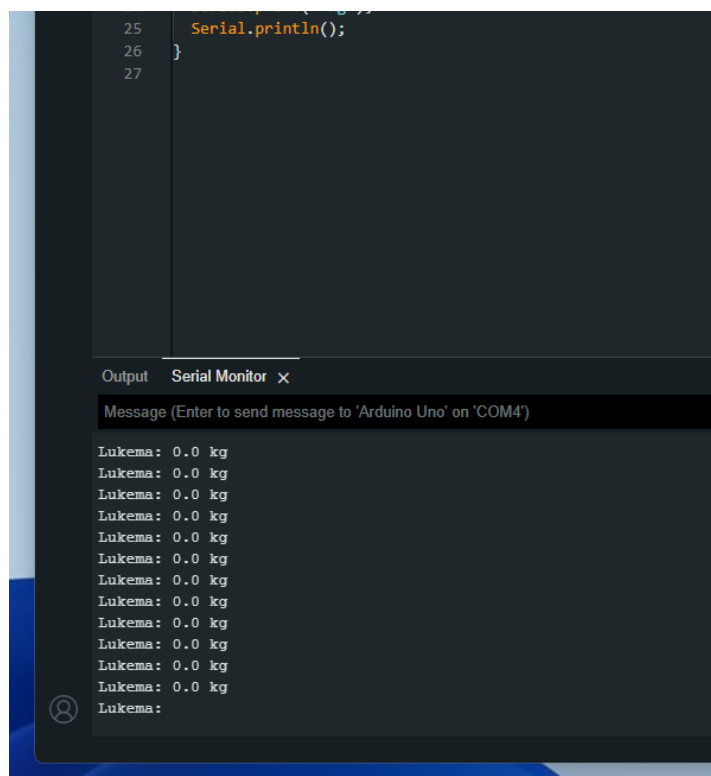 25 Serial.println();
26 }
27
Output Serial Monitor ×
Message (Enter to send message to 'Arduino Uno' on 'COM4')
Lukema: 0.0 kg
Lukema: 0.0 kg
Lukema: 0.0 kg
Lukema: 0.0 kg
Lukema: 0.0 kg
Lukema: 0.0 kg
Lukema: 0.0 kg
Lukema: 0.0 kg
Lukema: 0.0 kg
Lukema: 0.0 kg
Lukema: 0.0 kg
Lukema: 0.0 kg
Lukema: